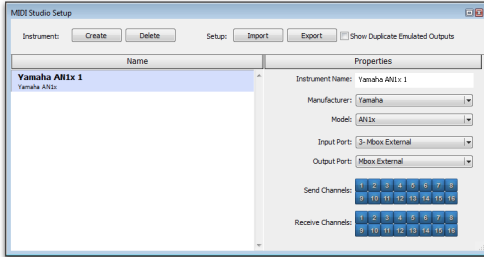 MIDI Studio Setup
Instrument: Create Delete Setup: Import Export Show Duplicate Emulated Outputs
Name Properties
Yamaha AN1x 1
Yamaha AN1x
Instrument Name: Yamaha AN1x 1
Manufacturer: Yamaha
Model: AN1x
Input Port: 3- Mbox External
Output Port: Mbox External
Send Channels: 1 2 3 4 5 6 7 8
9 10 11 12 13 14 15 16
Receive Channels: 1 2 3 4 5 6 7 8
9 10 11 12 13 14 15 16